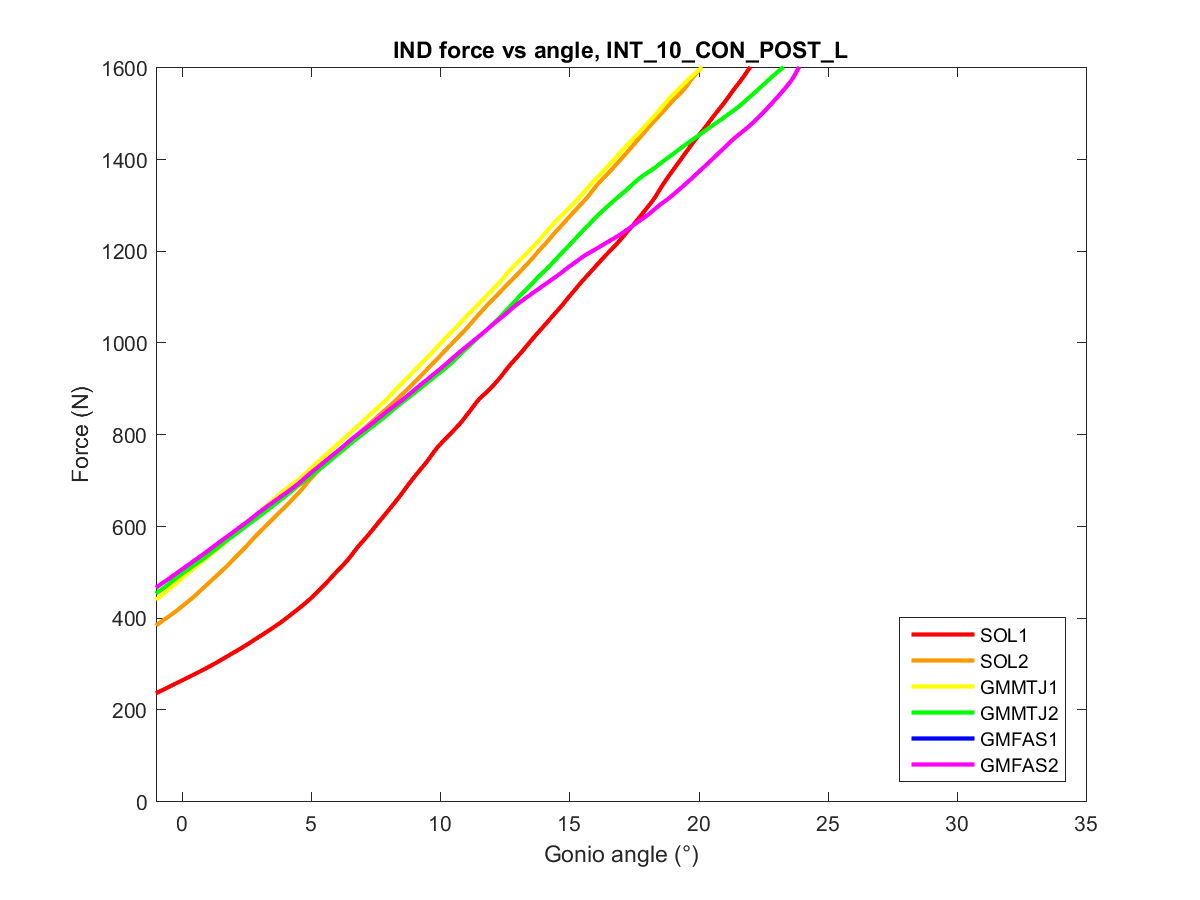 IND force vs angle, INT_10_CON_POST_L
1600
1400
1200
1000
800
600
400
200
0
Force (N)
0 5 10 15 20 25 30 35
Gonio angle (°)
SOL1
SOL2
GMMTJ1
GMMTJ2
GMFAS1
GMFAS2